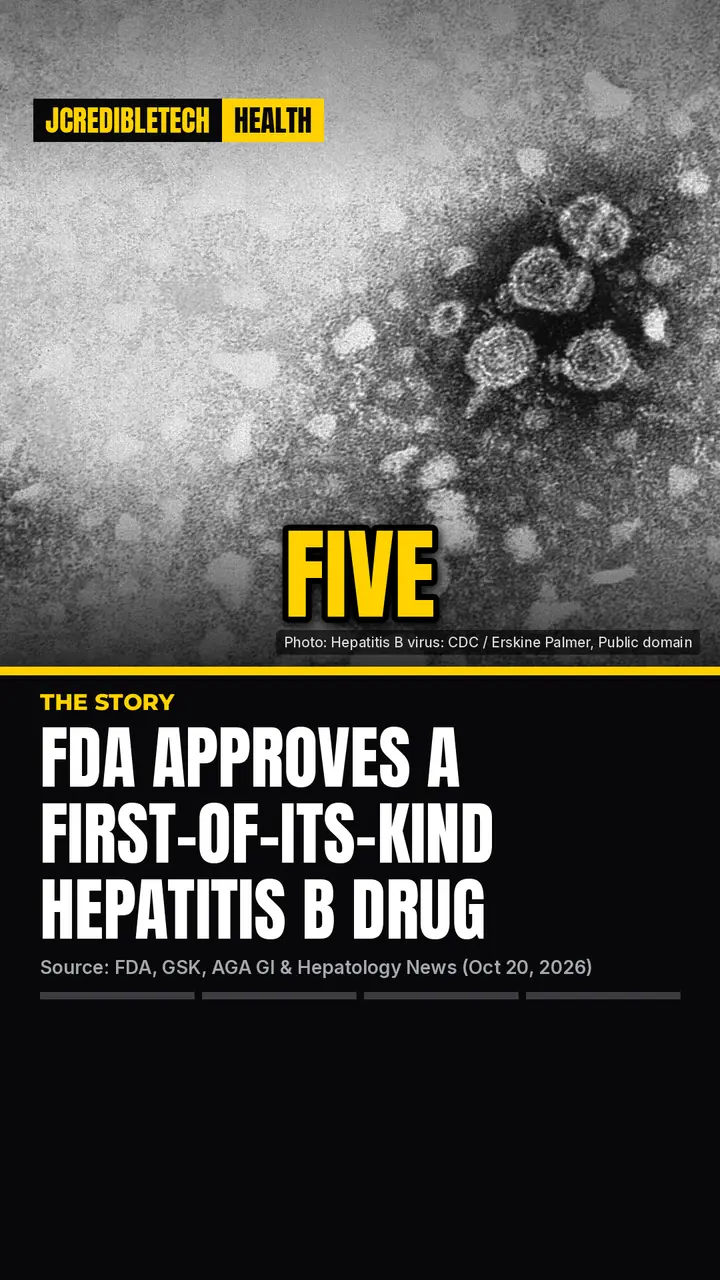 JCREDIBLETECH HEALTH
FIVE
Photo: Hepatitis B virus: CDC / Erskine Palmer, Public domain
THE STORY
FDA APPROVES A
FIRST-OF-ITS-KIND
HEPATITIS B DRUG
Source: FDA, GSK, AGA GI & Hepatology News (Oct 20, 2026)